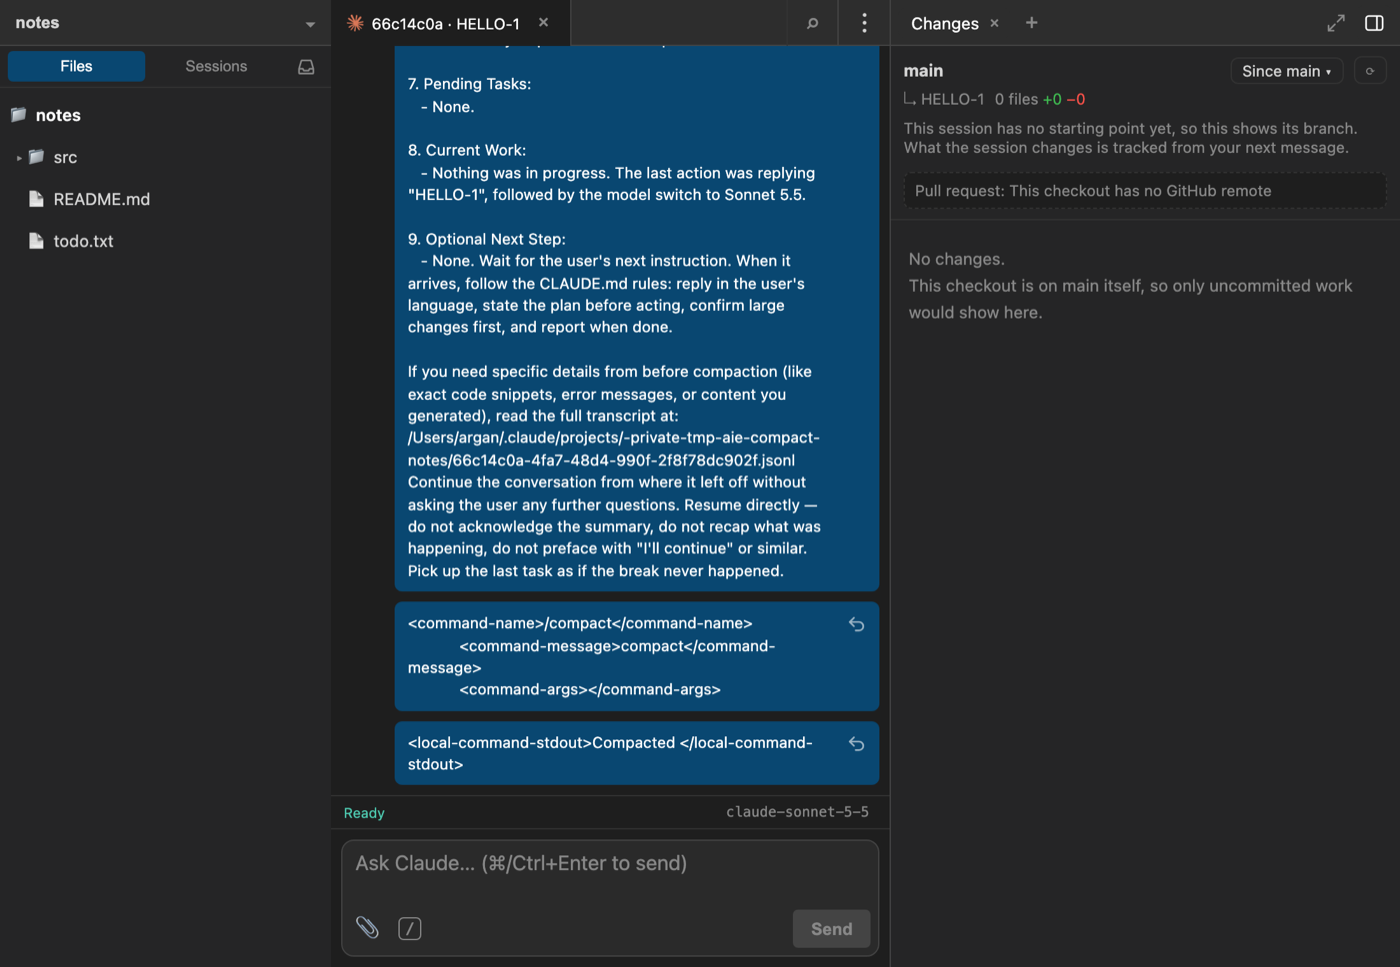 notes
Files
Sessions
notes
src
README.md
todo.txt
66c14c0a · HELLO-1
7. Pending Tasks:
- None.
8. Current Work:
- Nothing was in progress. The last action was replying
"HELLO-1", followed by the model switch to Sonnet 5.5.
9. Optional Next Step:
- None. Wait for the user's next instruction. When it
arrives, follow the CLAUDE.md rules: reply in the user's
language, state the plan before acting, confirm large
changes first, and report when done.
If you need specific details from before compaction (like
exact code snippets, error messages, or content you
generated), read the full transcript at:
/Users/argan/.claude/projects/-private-tmp-aie-compact-
notes/66c14c0a-4fa7-48d4-990f-2f8f78dc902f.jsonl
Continue the conversation from where it left off without
asking the user any further questions. Resume directly —
do not acknowledge the summary, do not recap what was
happening, do not preface with "I'll continue" or similar.
Pick up the last task as if the break never happened.
<command-name>/compact</command-name>
<command-message>compact</command-
message>
<command-args></command-args>
<local-command-stdout>Compacted </local-command-
stdout>
Ready
claude-sonnet-5-5
Ask Claude... (⌘/Ctrl+Enter to send)
/
Send
Changes
main
Since main
HELLO-1 0 files +0 −0
This session has no starting point yet, so this shows its branch.
What the session changes is tracked from your next message.
Pull request: This checkout has no GitHub remote
No changes.
This checkout is on main itself, so only uncommitted work
would show here.